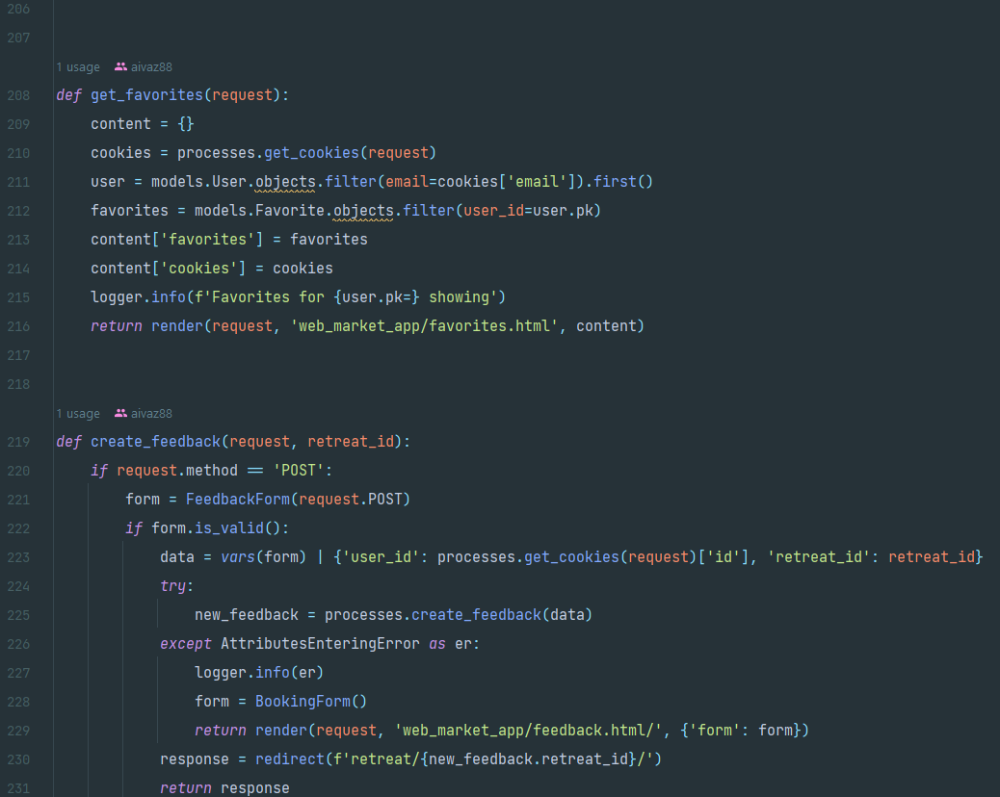 206
207
1 usage aivaz88
208 def get_favorites(request):
209     content = {}
210     cookies = processes.get_cookies(request)
211     user = models.User.objects.filter(email=cookies['email']).first()
212     favorites = models.Favorite.objects.filter(user_id=user.pk)
213     content['favorites'] = favorites
214     content['cookies'] = cookies
215     logger.info(f'Favorites for {user.pk=} showing')
216     return render(request, 'web_market_app/favorites.html', content)
217
218
1 usage aivaz88
219 def create_feedback(request, retreat_id):
220     if request.method == 'POST':
221         form = FeedbackForm(request.POST)
222         if form.is_valid():
223             data = vars(form) | {'user_id': processes.get_cookies(request)['id'], 'retreat_id': retreat_id}
224             try:
225                 new_feedback = processes.create_feedback(data)
226             except AttributesEnteringError as er:
227                 logger.info(er)
228                 form = BookingForm()
229                 return render(request, 'web_market_app/feedback.html/', {'form': form})
230             response = redirect(f'retreat/{new_feedback.retreat_id}/')
231             return response